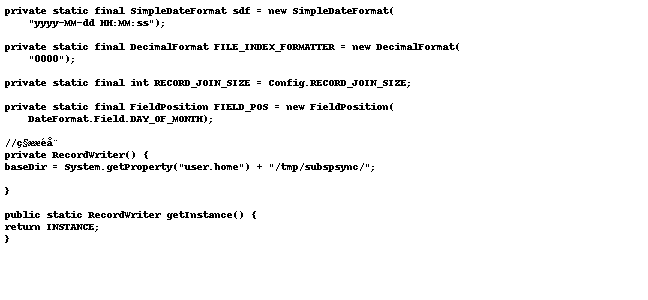 private static final SimpleDateFormat sdf = new SimpleDateFormat(
"yyyy-MM-dd HH:MM:ss");
private static final DecimalFormat FILE_INDEX_FORMATTER = new DecimalFormat(
"0000");
private static final int RECORD_JOIN_SIZE = Config.RECORD_JOIN_SIZE;
private static final FieldPosition FIELD_POS = new FieldPosition(
DateFormat.Field.DAY_OF_MONTH);
//
private RecordWriter() {
baseDir = System.getProperty("user.home") + "/tmp/subspsync/";
}
public static RecordWriter getInstance() {
return INSTANCE;
}